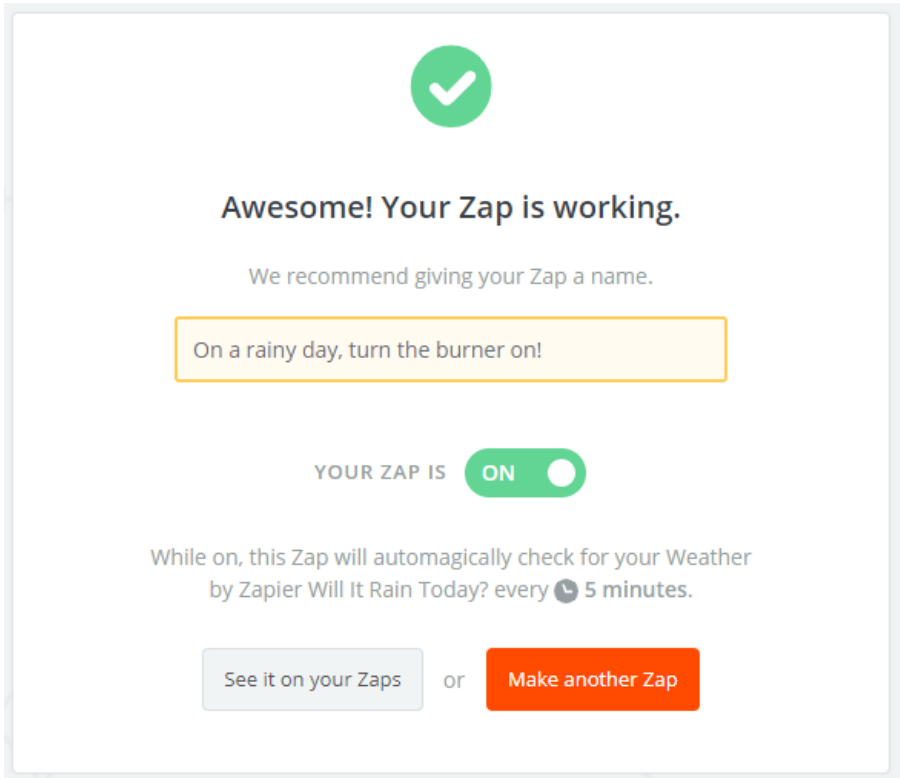 Awesome! Your Zap is working.
We recommend giving your Zap a name.
On a rainy day, turn the burner on!
YOUR ZAP IS ON
While on, this Zap will automagically check for your Weather
by Zapier Will It Rain Today? every 5 minutes.
See it on your Zaps or Make another Zap